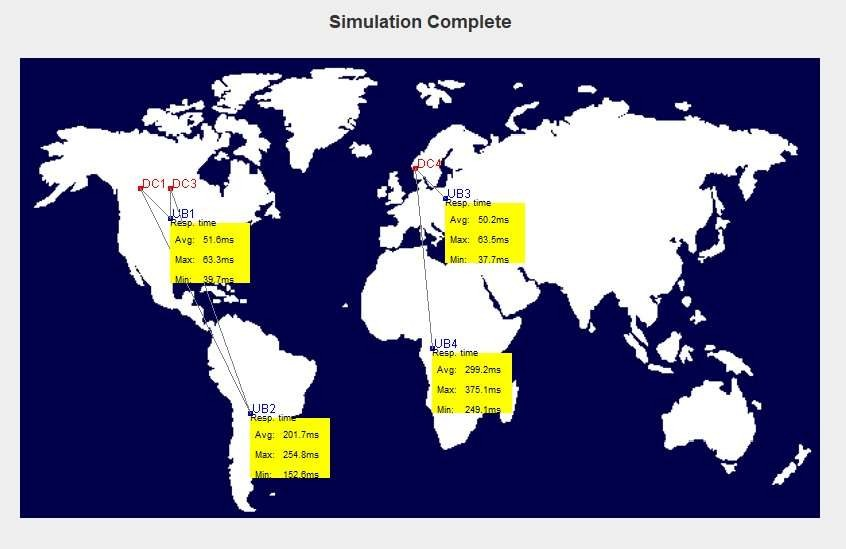 Simulation Complete
DC4
DC1
DC3
UB3
Resp. time
Avg: 50.2ms
Max: 63.5ms
Min: 37.7ms
UB1
Resp. time
Avg: 51.6ms
Max: 63.3ms
Min: 39.7ms
UB4
Resp. time
Avg: 299.2ms
Max: 375.1ms
Min: 249.1ms
UB2
Resp. time
Avg: 201.7ms
Max: 254.8ms
Min: 152.6ms